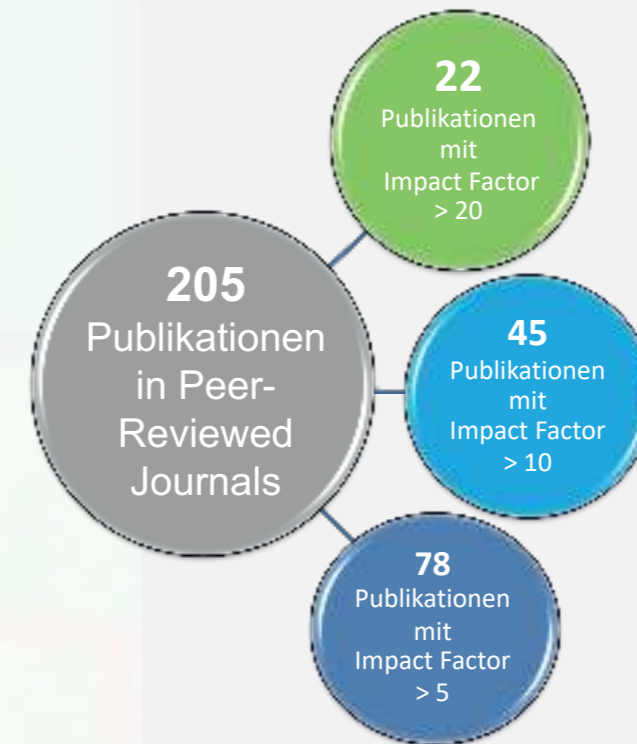 205
Publikationen
in Peer-
Reviewed
Journals
22
Publikationen
mit
Impact Factor
> 20
45
Publikationen
mit
Impact Factor
> 10
78
Publikationen
mit
Impact Factor
> 5